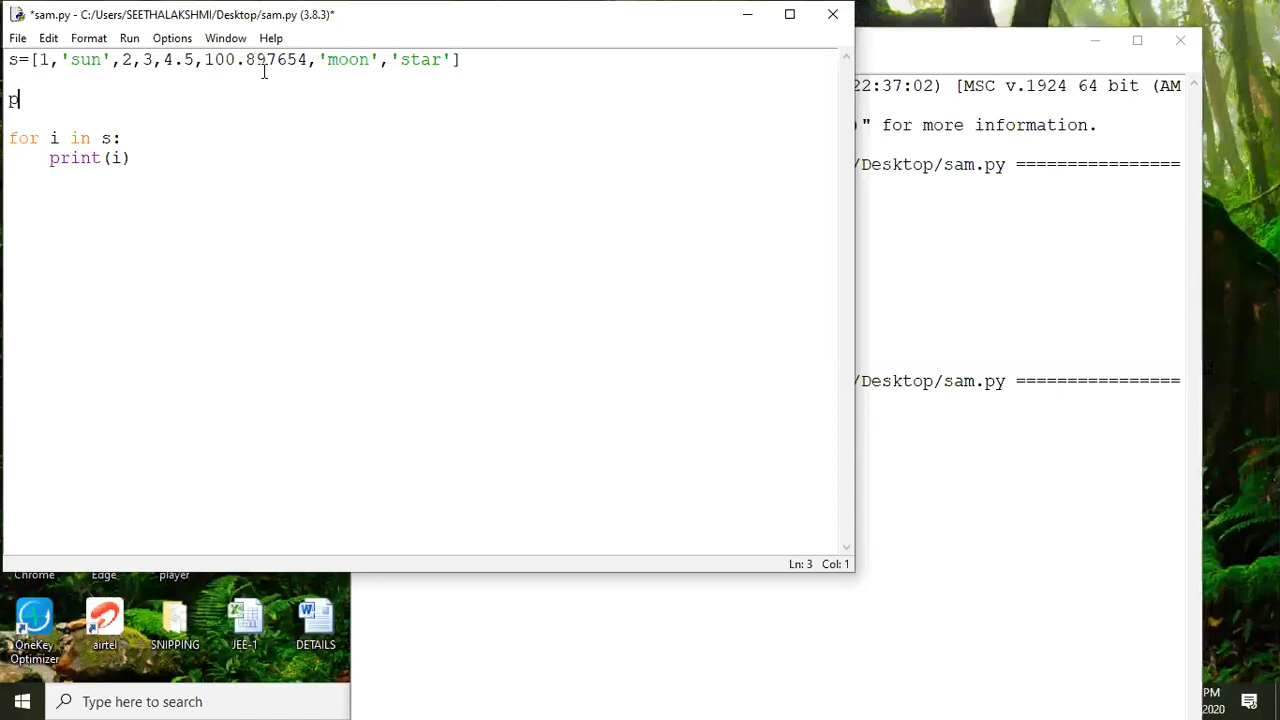 *sam.py - C:/Users/SEETHALAKSHMI/Desktop/sam.py (3.8.3)*
File Edit Format Run Options Window Help
s=[1,'sun',2,3,4.5,100.897654,'moon','star']
p
for i in s:
    print(i)
Ln: 3 Col: 1
22:37:02) [MSC v.1924 64 bit (AM
)" for more information.
/Desktop/sam.py ================
/Desktop/sam.py ================
Chrome
Edge
player
OneKey Optimizer
airtel
SNIPPING
JEE-1
DETAILS
Type here to search
PM
2020